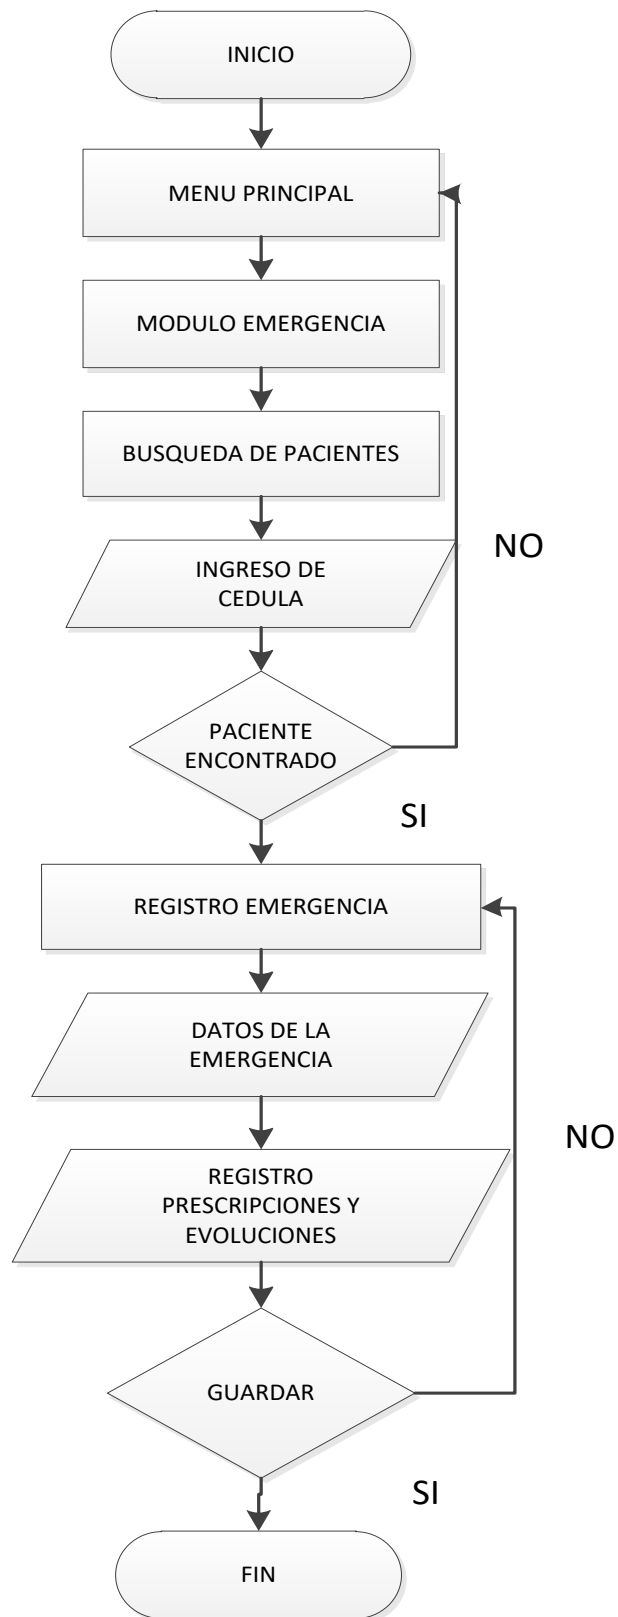 INICIO
MENU PRINCIPAL
MODULO EMERGENCIA
BUSQUEDA DE PACIENTES
NO
INGRESO DE
CEDULA
PACIENTE
ENCONTRADO
SI
REGISTRO EMERGENCIA
DATOS DE LA
EMERGENCIA
NO
REGISTRO
PRESCRIPCIONES Y
EVOLUCIONES
GUARDAR
SI
FIN